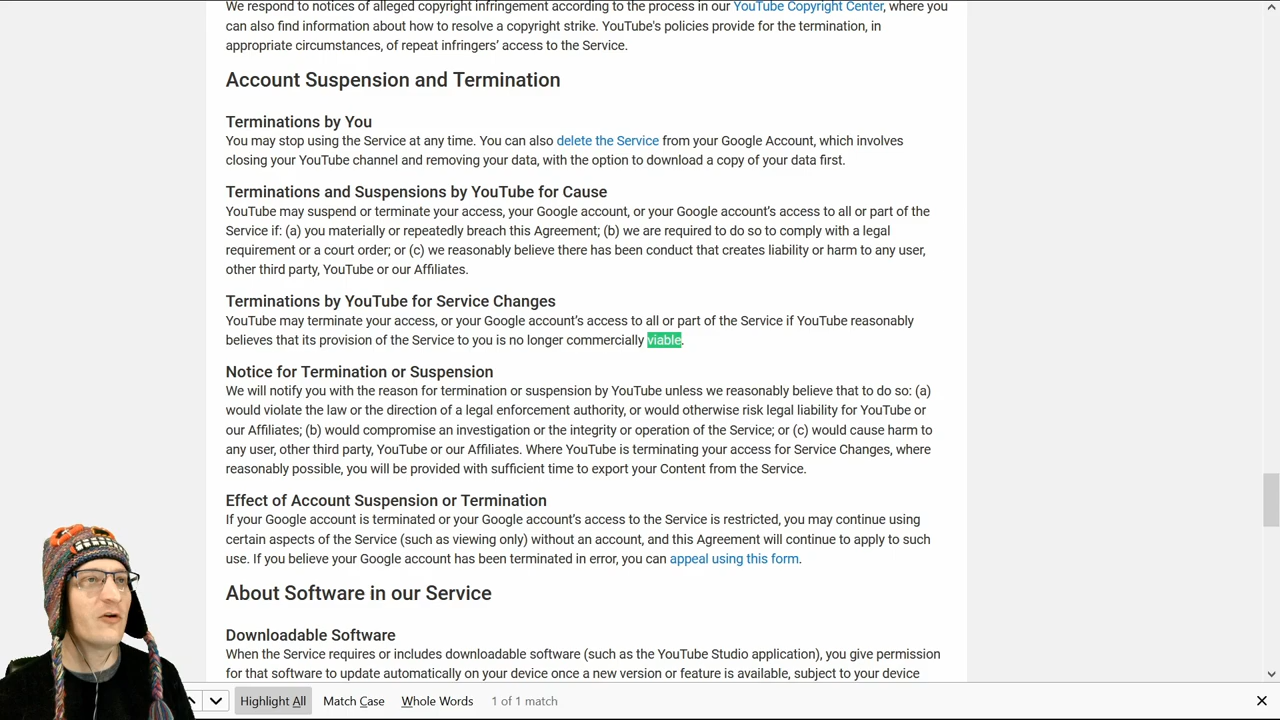 We respond to notices of alleged copyright infringement according to the process in our YouTube Copyright Center, where you
can also find information about how to resolve a copyright strike. YouTube's policies provide for the termination, in
appropriate circumstances, of repeat infringers’ access to the Service.
Account Suspension and Termination
Terminations by You
You may stop using the Service at any time. You can also delete the Service from your Google Account, which involves
closing your YouTube channel and removing your data, with the option to download a copy of your data first.
Terminations and Suspensions by YouTube for Cause
YouTube may suspend or terminate your access, your Google account, or your Google account’s access to all or part of the
Service if: (a) you materially or repeatedly breach this Agreement; (b) we are required to do so to comply with a legal
requirement or a court order; or (c) we reasonably believe there has been conduct that creates liability or harm to any user,
other third party, YouTube or our Affiliates.
Terminations by YouTube for Service Changes
YouTube may terminate your access, or your Google account’s access to all or part of the Service if YouTube reasonably
believes that its provision of the Service to you is no longer commercially viable.
Notice for Termination or Suspension
We will notify you with the reason for termination or suspension by YouTube unless we reasonably believe that to do so: (a)
would violate the law or the direction of a legal enforcement authority, or would otherwise risk legal liability for YouTube or
our Affiliates; (b) would compromise an investigation or the integrity or operation of the Service; or (c) would cause harm to
any user, other third party, YouTube or our Affiliates. Where YouTube is terminating your access for Service Changes, where
reasonably possible, you will be provided with sufficient time to export your Content from the Service.
Effect of Account Suspension or Termination
If your Google account is terminated or your Google account’s access to the Service is restricted, you may continue using
certain aspects of the Service (such as viewing only) without an account, and this Agreement will continue to apply to such
use. If you believe your Google account has been terminated in error, you can appeal using this form.
About Software in our Service
Downloadable Software
When the Service requires or includes downloadable software (such as the YouTube Studio application), you give permission
for that software to update automatically on your device once a new version or feature is available, subject to your device
Highlight All Match Case Whole Words 1 of 1 match